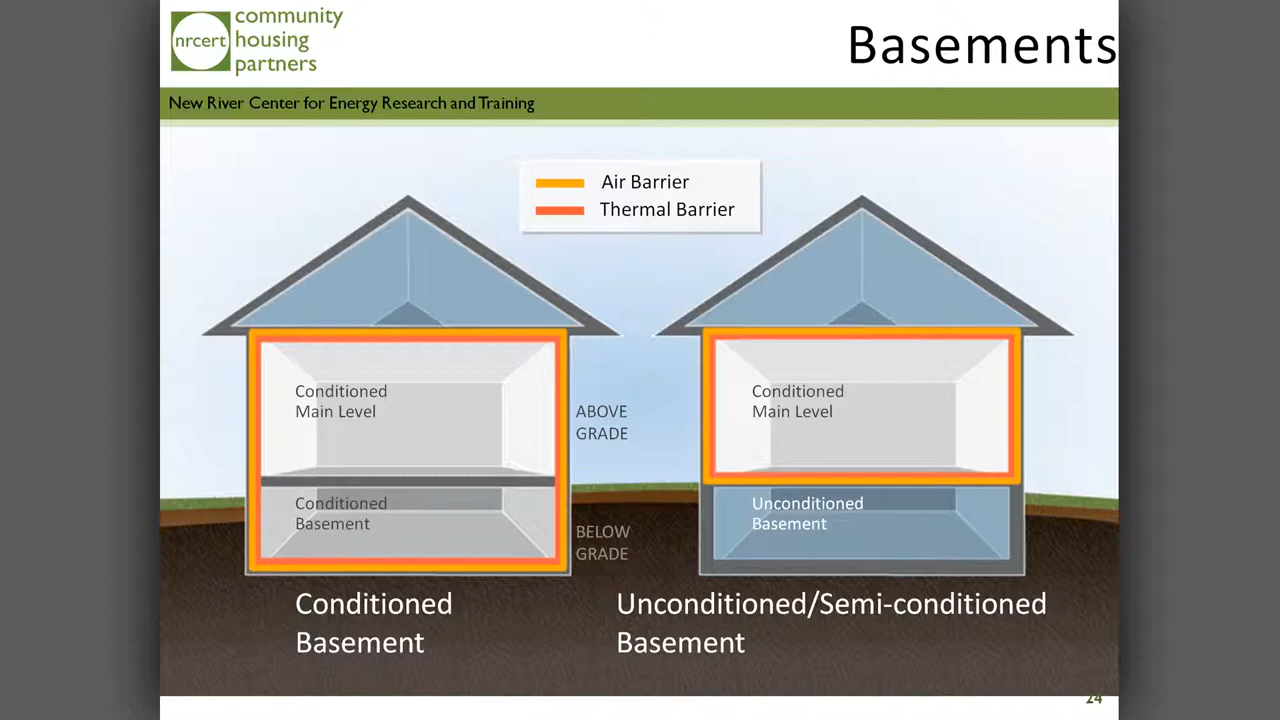 community
housing
partners
nrcert
Basements
New River Center for Energy Research and Training
Air Barrier
Thermal Barrier
Conditioned
Main Level
Conditioned
Basement
ABOVE
GRADE
BELOW
GRADE
Conditioned
Main Level
Unconditioned
Basement
Conditioned
Basement
Unconditioned/Semi-conditioned
Basement
24